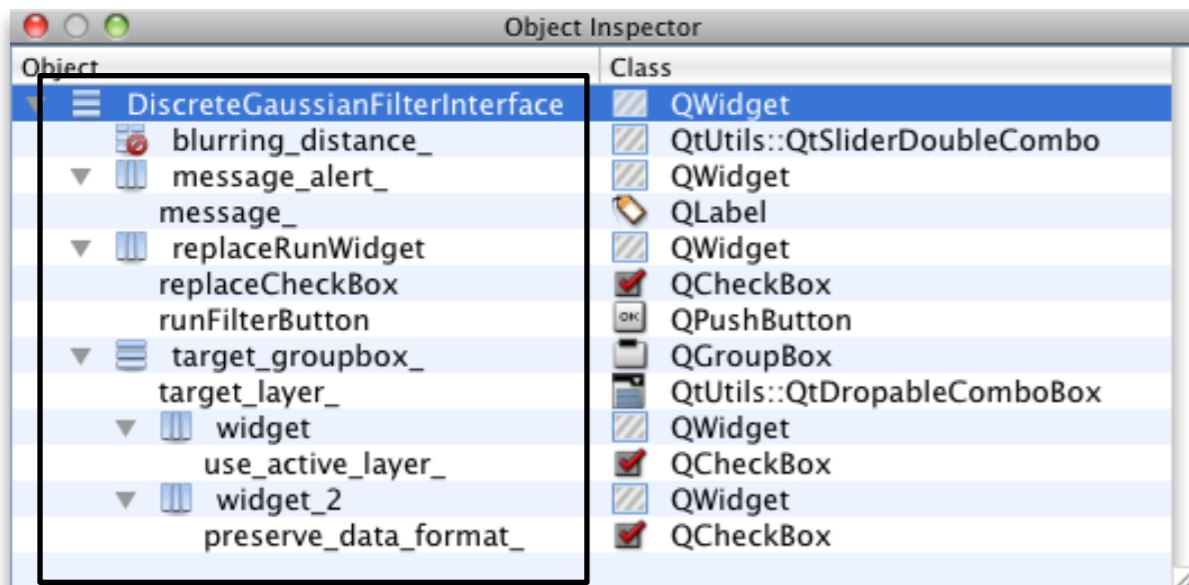 Object Inspector
Object Class
DiscreteGaussianFilterInterface QWidget
blurring_distance_ QtUtils::QtSliderDoubleCombo
message_alert_ QWidget
message_ QLabel
replaceRunWidget QWidget
replaceCheckBox QCheckBox
runFilterButton OK QPushButton
target_groupbox_ QGroupBox
target_layer_ QtUtils::QtDropableComboBox
widget QWidget
use_active_layer_ QCheckBox
widget_2 QWidget
preserve_data_format_ QCheckBox